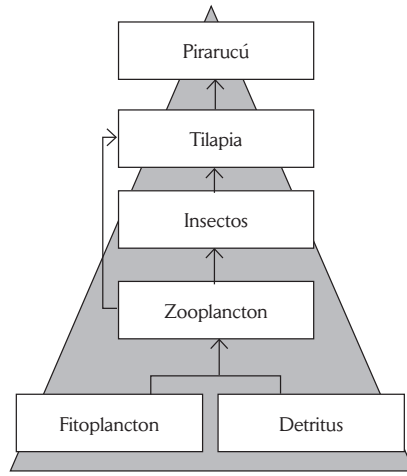 Pirarucú
Tilapia
Insectos
Zooplancton
Fitoplancton
Detritus